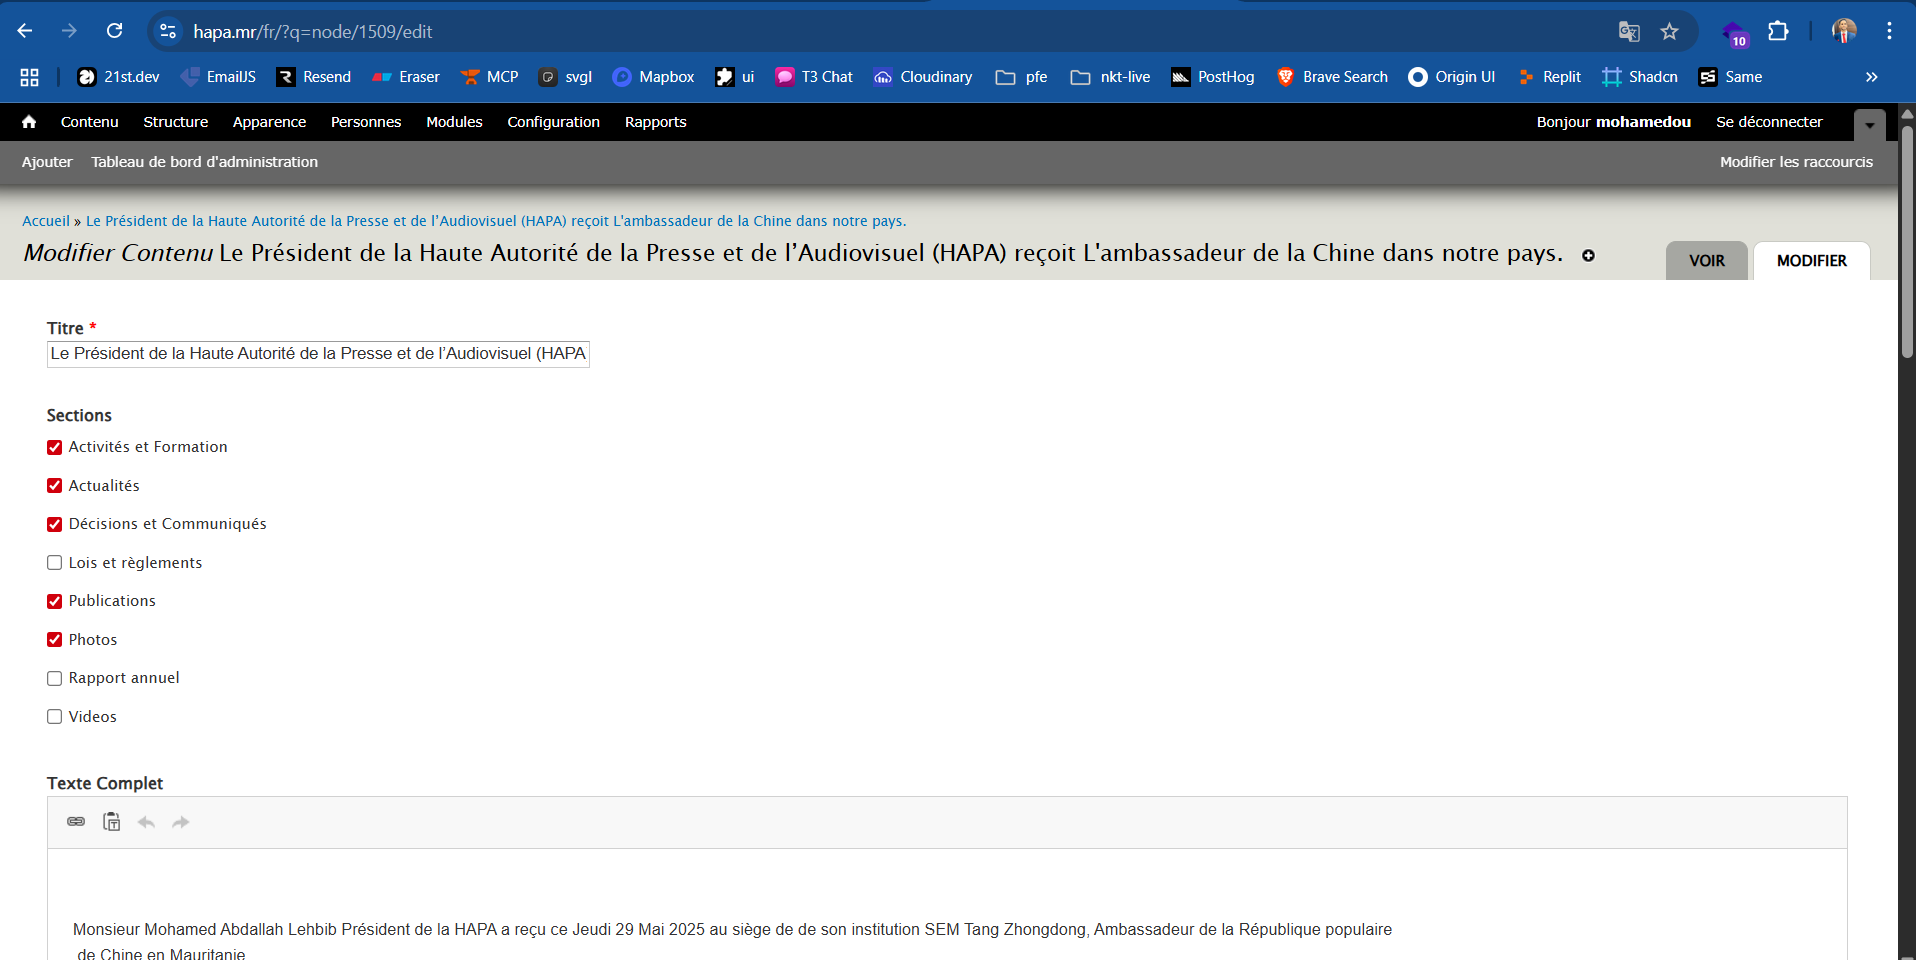 hapa.mr/fr/?q=node/1509/edit
10
21st.dev EmailJS Resend Eraser MCP svgl Mapbox ui T3 Chat Cloudinary pfe nkt-live PostHog Brave Search Origin UI Replit Shadcn Same »
Contenu Structure Apparence Personnes Modules Configuration Rapports Bonjour mohamedou Se déconnecter
Ajouter Tableau de bord d'administration Modifier les raccourcis
Accueil » Le Président de la Haute Autorité de la Presse et de l’Audiovisuel (HAPA) reçoit L'ambassadeur de la Chine dans notre pays.
Modifier Contenu Le Président de la Haute Autorité de la Presse et de l’Audiovisuel (HAPA) reçoit L'ambassadeur de la Chine dans notre pays.
VOIR MODIFIER
Titre *
Le Président de la Haute Autorité de la Presse et de l’Audiovisuel (HAPA
Sections
Activités et Formation
Actualités
Décisions et Communiqués
Lois et règlements
Publications
Photos
Rapport annuel
Videos
Texte Complet
Monsieur Mohamed Abdallah Lehbib Président de la HAPA a reçu ce Jeudi 29 Mai 2025 au siège de de son institution SEM Tang Zhongdong, Ambassadeur de la République populaire
de Chine en Mauritanie